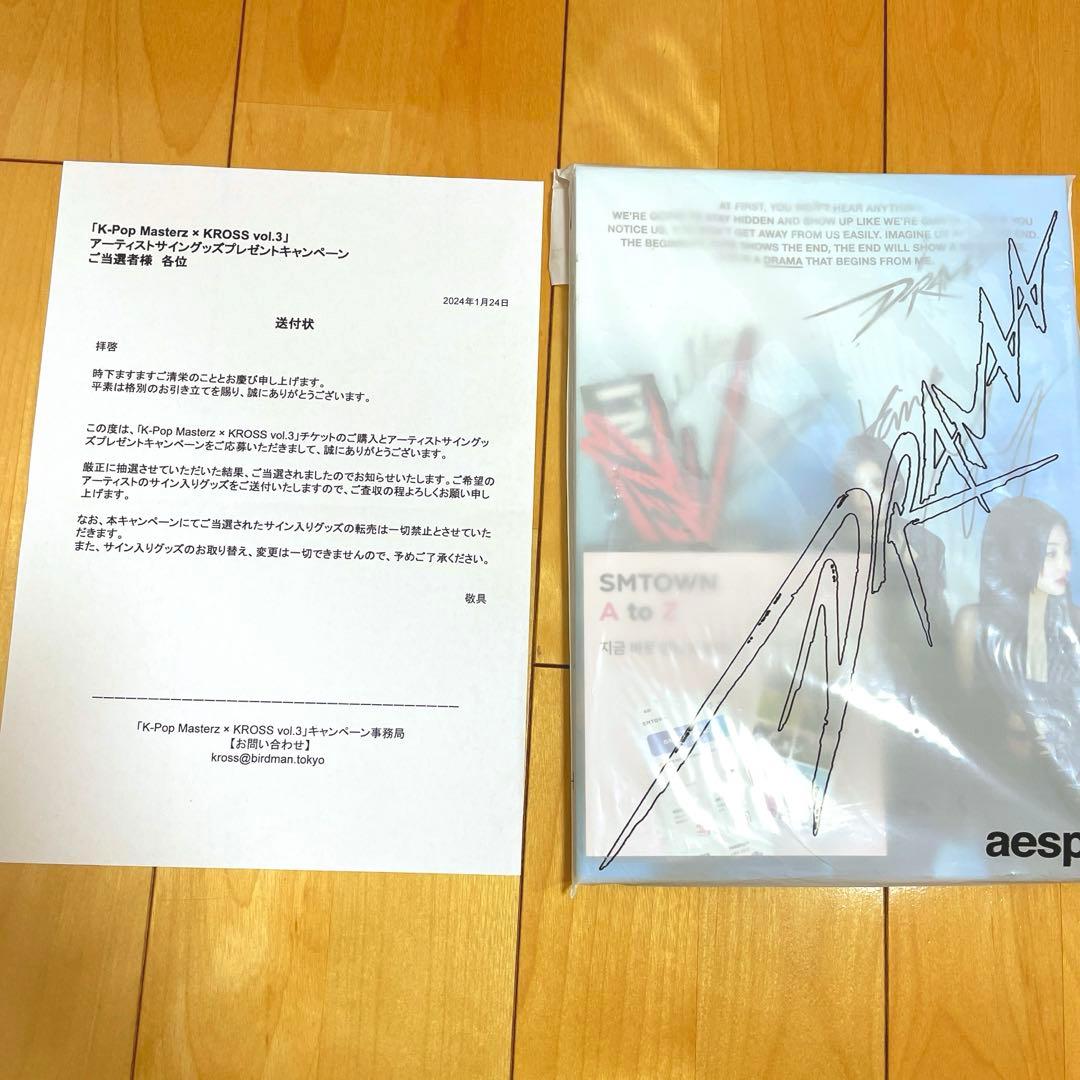 「K-Pop Masterz × KROSS vol.3」
アーティストサイングッズプレゼントキャンペーン
ご当選者様 各位
2024年1月24日
送付状
拝啓
時下ますますご清栄のこととお慶び申し上げます。
平素は格別のお引き立てを賜り、誠にありがとうございます。
この度は、「K-Pop Masterz × KROSS vol.3」チケットのご購入とアーティストサイングッ
ズプレゼントキャンペーンをご応募いただきまして、誠にありがとうございます。
厳正に抽選させていただいた結果、ご当選されましたのでお知らせいたします。ご希望の
アーティストのサイン入りグッズをご送付いたしますので、ご査収の程よろしくお願い申し
上げます。
なお、本キャンペーンにてご当選されたサイン入りグッズの転売は一切禁止とさせていた
だきます。
また、サイン入りグッズのお取り替え、変更は一切できませんので、予めご了承ください。
敬具
「K-Pop Masterz × KROSS vol.3」キャンペーン事務局
【お問い合わせ】
kross@birdman.tokyo
AT FIRST, YOU WON'T HEAR ANYTHING
WE'RE GOING TO STAY HIDDEN AND SHOW UP LIKE WE'RE YOU
NOTICE US, YOU WON'T GET AWAY FROM US EASILY. IMAGINE
THE BEGINNING SHOWS THE END, THE END WILL SHOW
A DRAMA THAT BEGINS FROM ME.
DRAMA
DRAMA
SMTOWN
A to Z
지금 바로
aesp